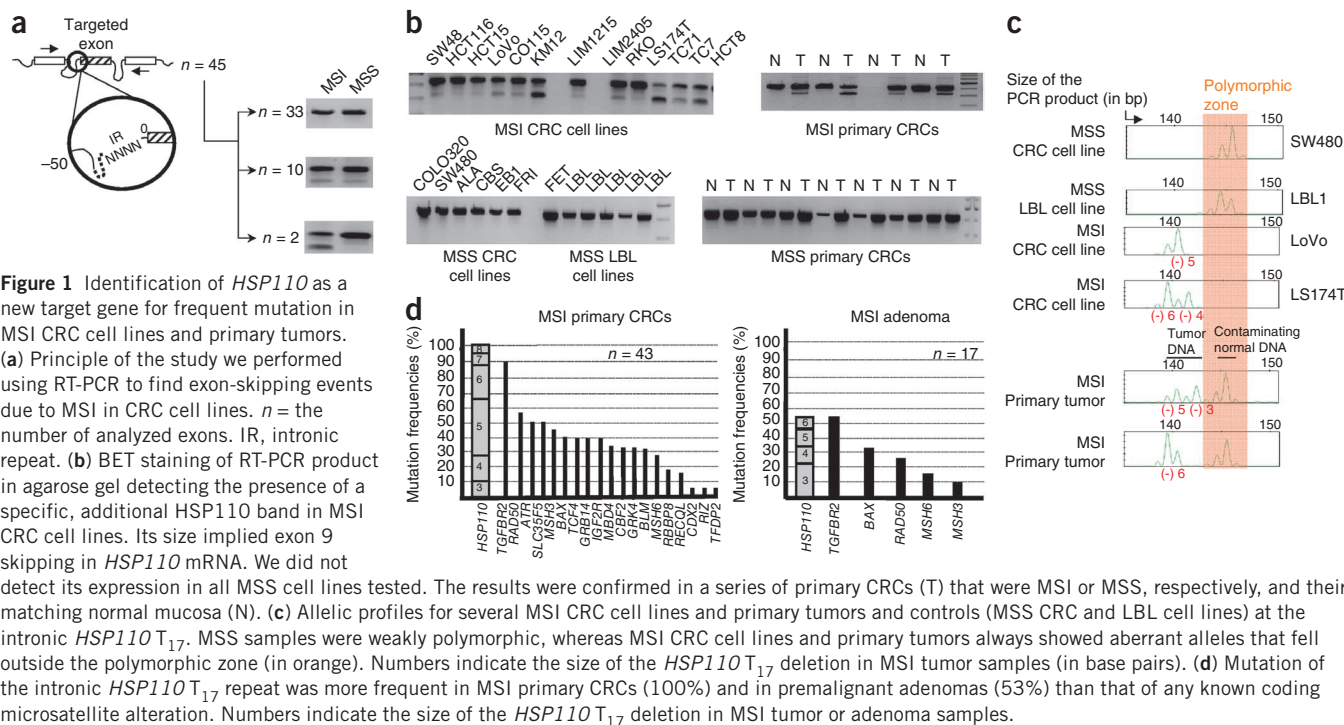 a
Targeted
exon
n = 45
MSI
MSS
n = 33
n = 10
n = 2
IR
NNNN
0
–50
b
SW48
HCT116
HCT15
LoVo
CO115
KM12
LIM1215
LIM2405
RKO
LS174T
TC71
TC7
HCT8
MSI CRC cell lines
N T N T N T N T
MSI primary CRCs
COLO320
SW480
ALA
CBS
EB1
FRI
FET
LBL
LBL
LBL
LBL
LBL
MSS CRC
cell lines
MSS LBL
cell lines
N T N T N T N T N T N T N T
MSS primary CRCs
c
Size of the
PCR product (in bp)
Polymorphic
zone
140 150
MSS
CRC cell line
SW480
140 150
MSS
LBL cell line
LBL1
140 150
MSI
CRC cell line
LoVo
(-) 5
140 150
MSI
CRC cell line
LS174T
(-) 6 (-) 4
Tumor
DNA
Contaminating
normal DNA
140 150
MSI
Primary tumor
(-) 5 (-) 3
140 150
MSI
Primary tumor
(-) 6
d
MSI primary CRCs
n = 43
Mutation frequencies (%)
100
90
80
70
60
50
40
30
20
10
8
7
6
5
4
3
HSP110
TGFBR2
RAD50
ATR
SLC35F5
MSH3
BAX
TCF4
GRB14
IGF2R
MBD4
CBF2
GRK4
BLM
MSH6
RBBP8
RECQL
CDX2
RIZ
TFDP2
MSI adenoma
n = 17
Mutation frequencies (%)
100
90
80
70
60
50
40
30
20
10
6
5
4
3
HSP110
TGFBR2
BAX
RAD50
MSH6
MSH3
Figure 1 Identification of HSP110 as a
new target gene for frequent mutation in
MSI CRC cell lines and primary tumors.
(a) Principle of the study we performed
using RT-PCR to find exon-skipping events
due to MSI in CRC cell lines. n = the
number of analyzed exons. IR, intronic
repeat. (b) BET staining of RT-PCR product
in agarose gel detecting the presence of a
specific, additional HSP110 band in MSI
CRC cell lines. Its size implied exon 9
skipping in HSP110 mRNA. We did not
detect its expression in all MSS cell lines tested. The results were confirmed in a series of primary CRCs (T) that were MSI or MSS, respectively, and their
matching normal mucosa (N). (c) Allelic profiles for several MSI CRC cell lines and primary tumors and controls (MSS CRC and LBL cell lines) at the
intronic HSP110 T17. MSS samples were weakly polymorphic, whereas MSI CRC cell lines and primary tumors always showed aberrant alleles that fell
outside the polymorphic zone (in orange). Numbers indicate the size of the HSP110 T17 deletion in MSI tumor samples (in base pairs). (d) Mutation of
the intronic HSP110 T17 repeat was more frequent in MSI primary CRCs (100%) and in premalignant adenomas (53%) than that of any known coding
microsatellite alteration. Numbers indicate the size of the HSP110 T17 deletion in MSI tumor or adenoma samples.